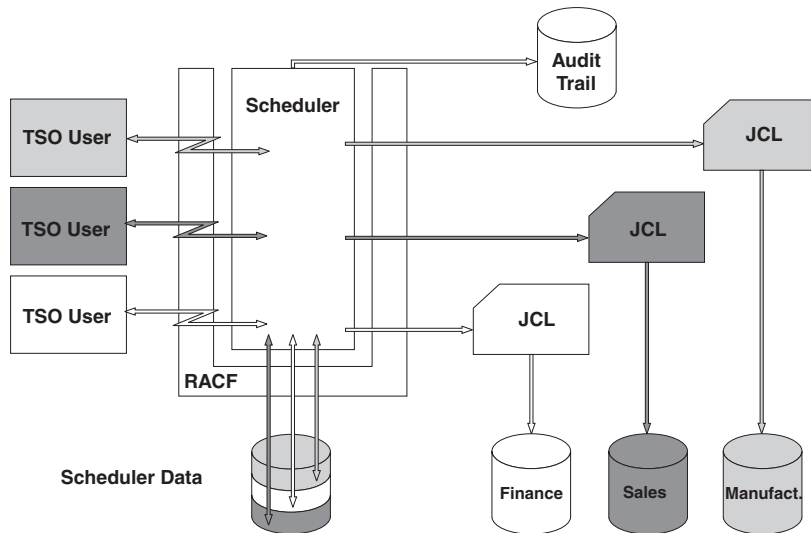 Audit
Trail
Scheduler
TSO User
JCL
TSO User
JCL
TSO User
JCL
RACF
Scheduler Data
Finance
Sales
Manufact.